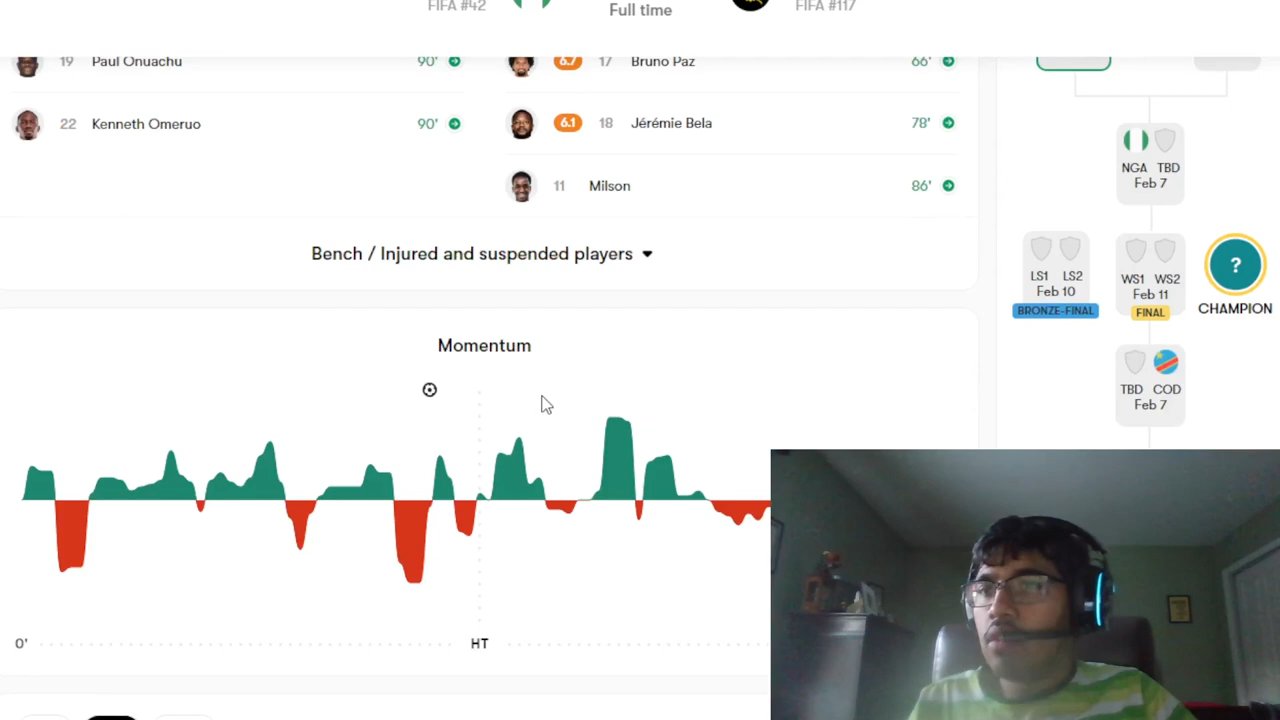 FIFA #42
Full time
FIFA #117
19 Paul Onuachu 90'
6.7 17 Bruno Paz 66'
22 Kenneth Omeruo 90'
6.1 18 Jérémie Bela 78'
11 Milson 86'
Bench / Injured and suspended players
NGA TBD
Feb 7
LS1 LS2
Feb 10
BRONZE-FINAL
WS1 WS2
Feb 11
FINAL
?
CHAMPION
TBD COD
Feb 7
Momentum
0'
HT